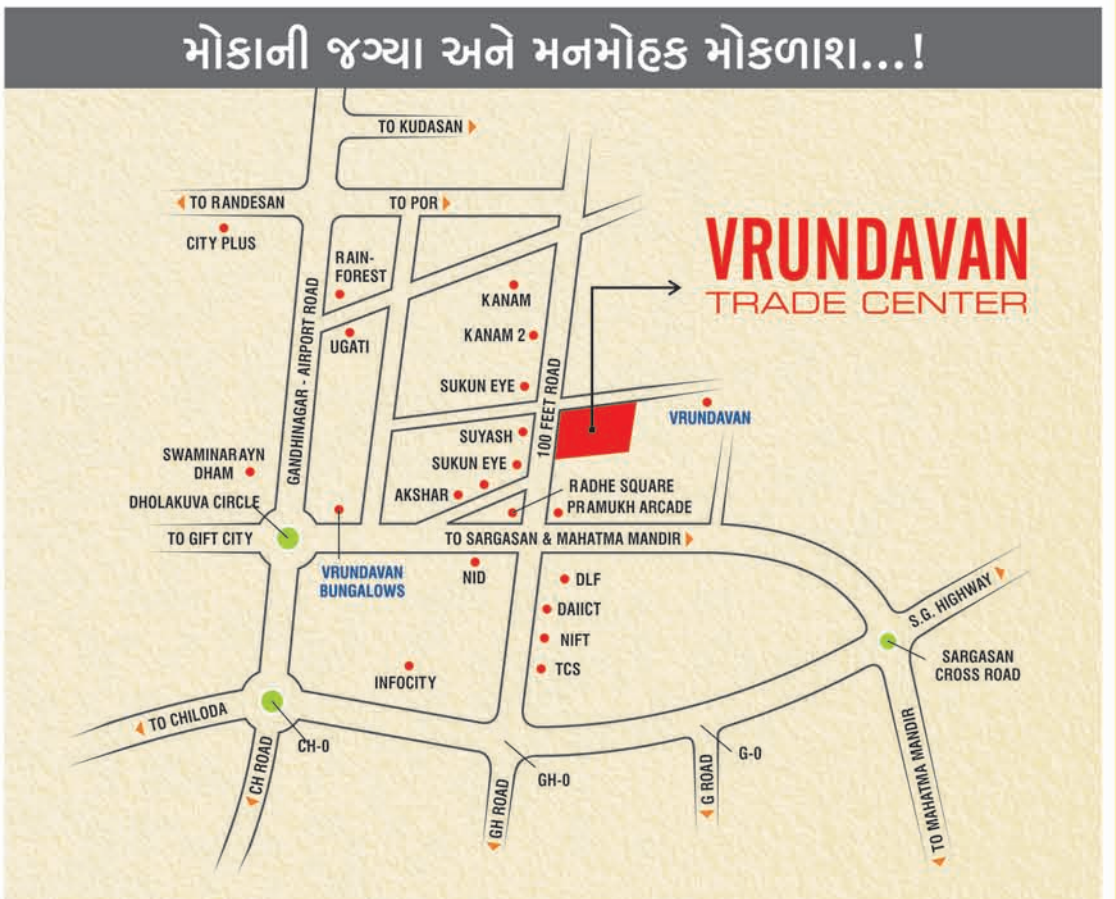 મોકાની જગ્યા અને મનમોહક મોકળાશ...!
TO KUDASAN
TO RANDESAN
TO POR
CITY PLUS
RAIN-
FOREST
GANDHINAGAR - AIRPORT ROAD
UGATI
KANAM
KANAM 2
SUKUN EYE
VRUNDAVAN
TRADE CENTER
100 FEET ROAD
VRUNDAVAN
SUYASH
SUKUN EYE
AKSHAR
SWAMINARAYN
DHAM
DHOLAKUVA CIRCLE
RADHE SQUARE
PRAMUKH ARCADE
TO GIFT CITY
TO SARGASAN & MAHATMA MANDIR
VRUNDAVAN
BUNGALOWS
NID
DLF
DAIICT
NIFT
TCS
INFOCITY
S.G. HIGHWAY
SARGASAN
CROSS ROAD
TO CHILODA
CH-0
CH ROAD
GH-0
GH ROAD
G-0
G ROAD
TO MAHATMA MANDIR